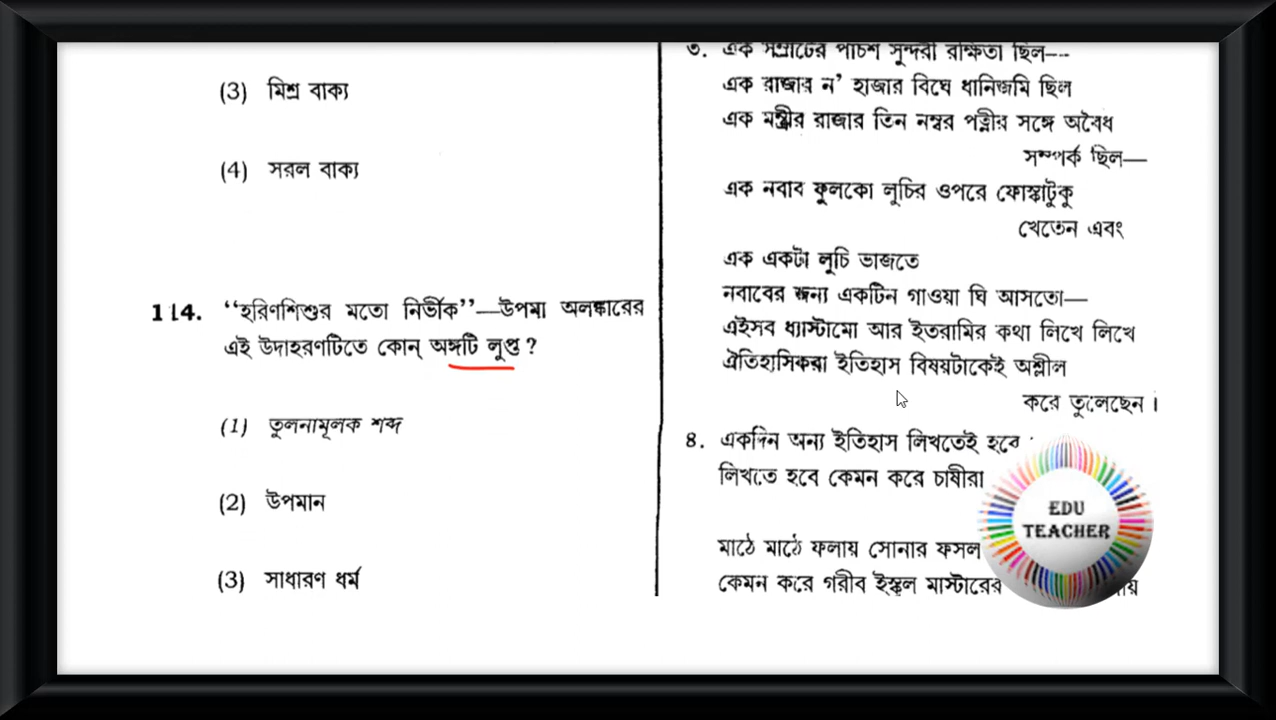 (3) মিশ্র বাক্য
(4) সরল বাক্য
114. “হরিণশিশুর মতো নির্ভীক”—উপমা অলঙ্কারের
এই উদাহরণটিতে কোন্ অঙ্গটি লুপ্ত ?
(1) তুলনামূলক শব্দ
(2) উপমান
(3) সাধারণ ধর্ম
৩. এক সম্রাটের পাঁচশ সুন্দরী রক্ষিতা ছিল--
এক রাজার ন’ হাজার বিঘে ধানিজমি ছিল
এক মন্ত্রীর রাজার তিন নম্বর পত্নীর সঙ্গে অবৈধ
সম্পর্ক ছিল—
এক নবাব ফুলকো লুচির ওপরে ফোস্কাটুকু
খেতেন এবং
এক একটা লুচি ভাজতে
নবাবের জন্য একটিন গাওয়া ঘি আসতো—
এইসব ধ্যাস্টামো আর ইতরামির কথা লিখে লিখে
ঐতিহাসিকরা ইতিহাস বিষয়টাকেই অশ্লীল
করে তুলেছেন।
৪. একদিন অন্য ইতিহাস লিখতেই হবে
লিখতে হবে কেমন করে চাষীরা
মাঠে মাঠে ফলায় সোনার ফসল
কেমন করে গরীব ইস্কুল মাস্টারের
EDU
TEACHER